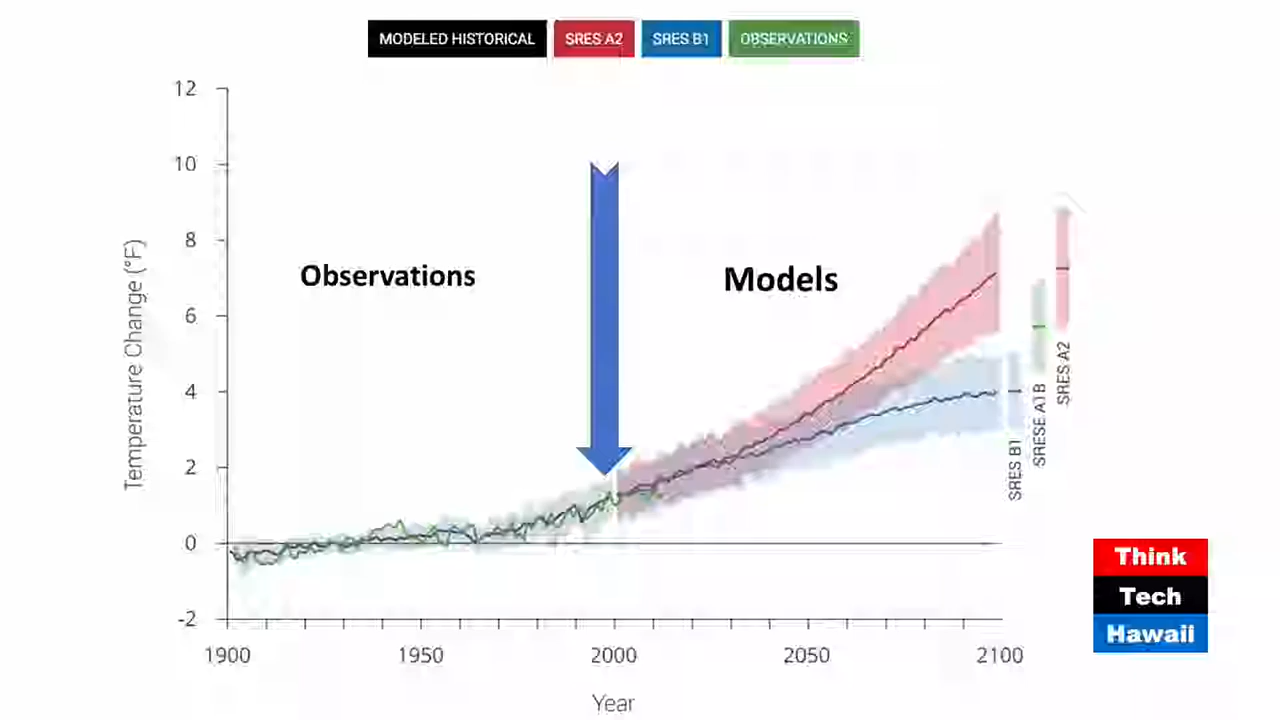 MODELED HISTORICAL
SRES A2
SRES B1
OBSERVATIONS
12
10
8
6
4
2
0
-2
Temperature Change (°F)
Observations
Models
SRES B1
SRESE A1B
SRES A2
1900
1950
2000
2050
2100
Year
Think
Tech
Hawaii